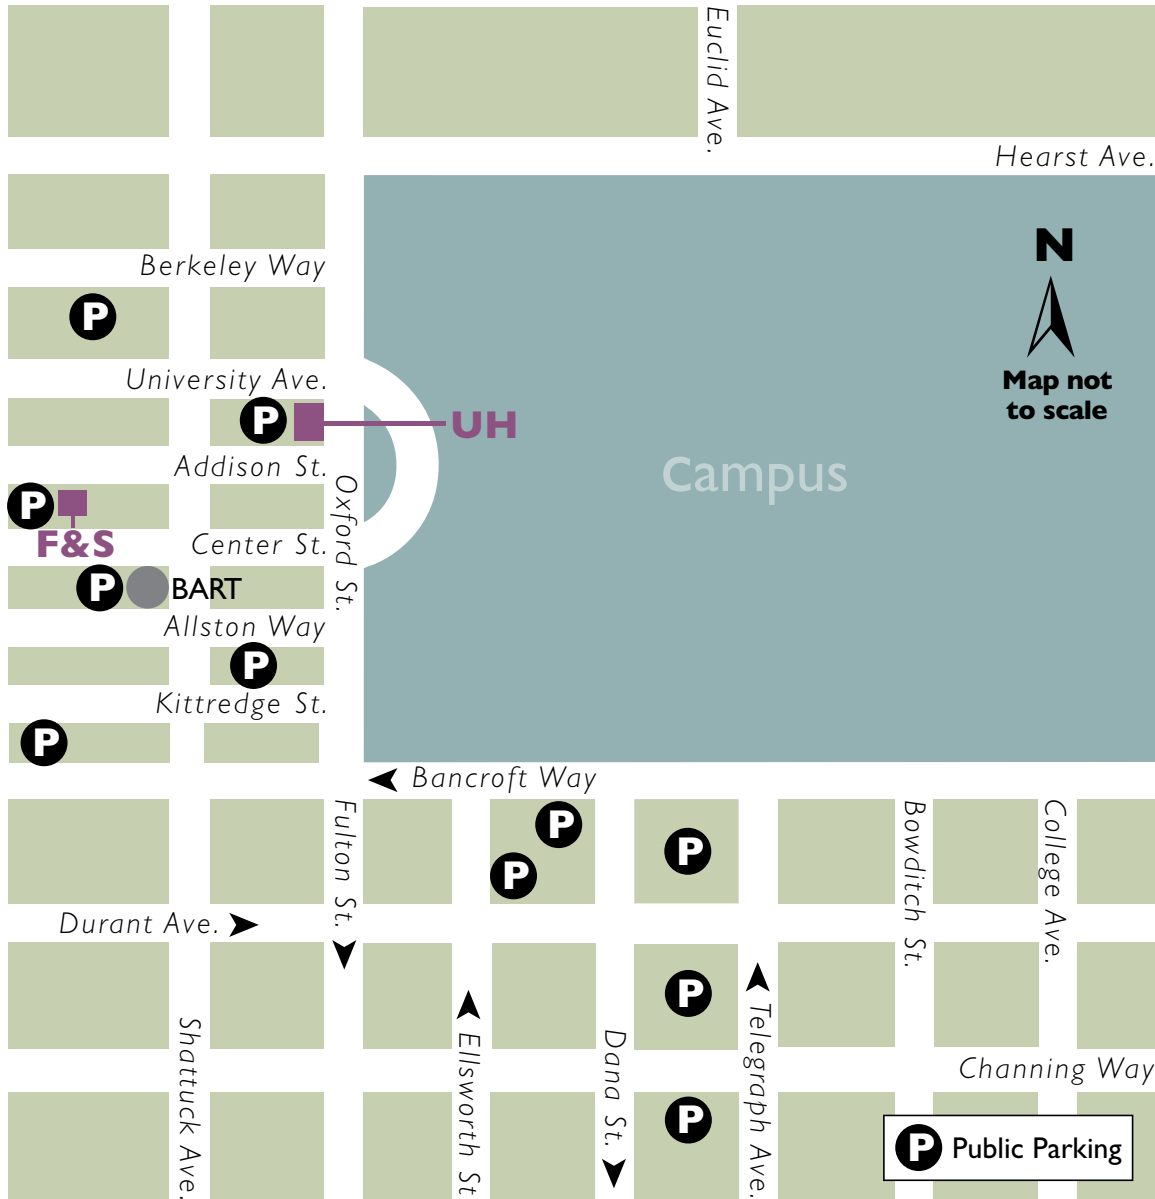 Euclid Ave.
Hearst Ave.
N
Map not
to scale
Berkeley Way
P
University Ave.
P
UH
Addison St.
Campus
Oxford St.
P
F&S
Center St.
P
BART
Allston Way
P
Kittredge St.
P
Bancroft Way
Fulton St.
P
P
P
Bowditch St.
College Ave.
Durant Ave.
P
Shattuck Ave.
Ellsworth St.
Dana St.
Telegraph Ave.
Channing Way
P
P Public Parking